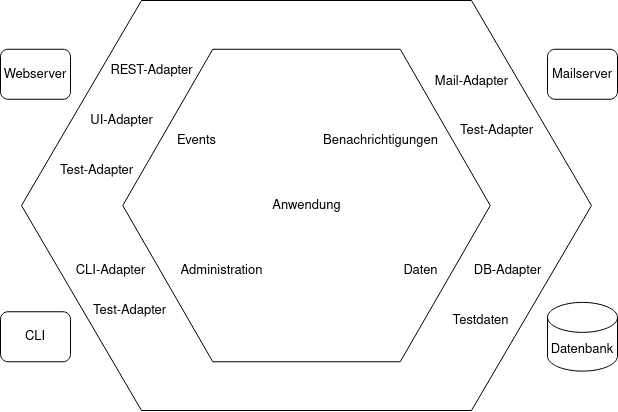 REST-Adapter
Webserver
Mailserver
Mail-Adapter
UI-Adapter
Test-Adapter
Events
Benachrichtigungen
Test-Adapter
Anwendung
CLI-Adapter
Administration
Daten
DB-Adapter
Test-Adapter
Testdaten
CLI
Datenbank